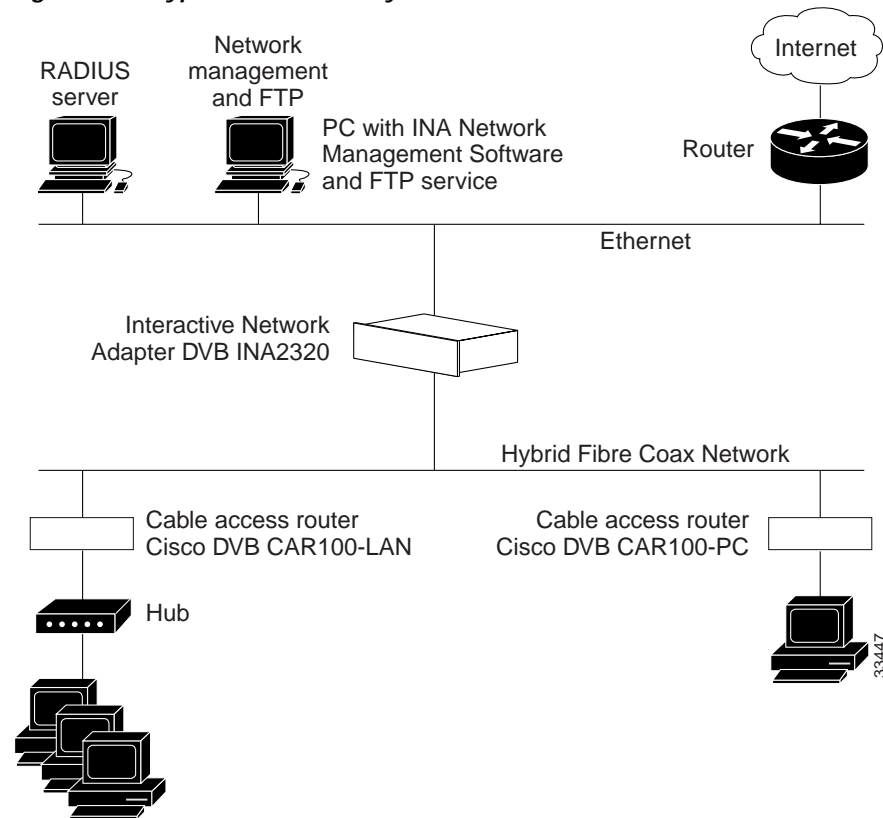 Network
management
and FTP
RADIUS
server
Internet
PC with INA Network
Management Software
and FTP service
Router
Ethernet
Interactive Network
Adapter DVB INA2320
Hybrid Fibre Coax Network
Cable access router
Cisco DVB CAR100-LAN
Cable access router
Cisco DVB CAR100-PC
Hub
33447